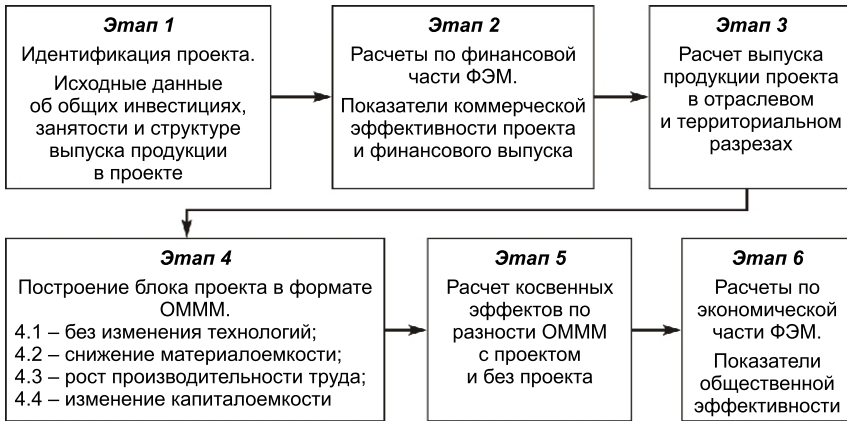 Этап 1
Идентификация проекта.
Исходные данные
об общих инвестициях,
занятости и структуре
выпуска продукции
в проекте
Этап 2
Расчеты по финансовой
части ФЭМ.
Показатели коммерческой
эффективности проекта
и финансового выпуска
Этап 3
Расчет выпуска
продукции проекта
в отраслевом
и территориальном
разрезах
Этап 4
Построение блока проекта в формате
ОМММ.
4.1 – без изменения технологий;
4.2 – снижение материалоемкости;
4.3 – рост производительности труда;
4.4 – изменение капиталоемкости
Этап 5
Расчет косвенных
эффектов по
разности ОМММ
с проектом
и без проекта
Этап 6
Расчеты по
экономической
части ФЭМ.
Показатели
общественной
эффективности